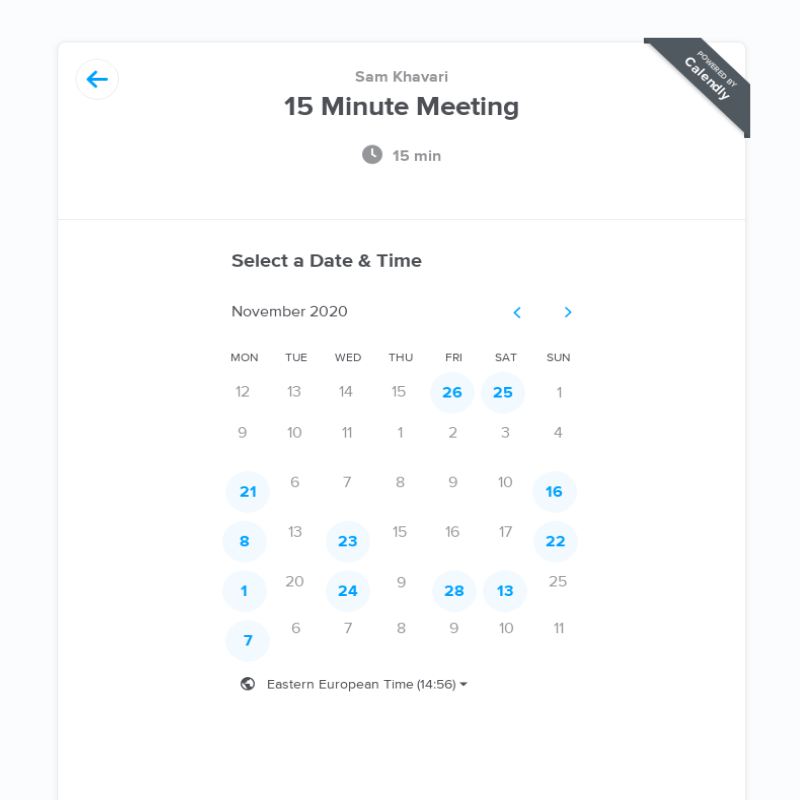 Sam Khavari
POWERED BY
Calendly
15 Minute Meeting
15 min
Select a Date & Time
November 2020
MON TUE WED THU FRI SAT SUN
12 13 14 15 26 25 1
9 10 11 1 2 3 4
21 6 7 8 9 10 16
8 13 23 15 16 17 22
1 20 24 9 28 13 25
7 6 7 8 9 10 11
Eastern European Time (14:56)